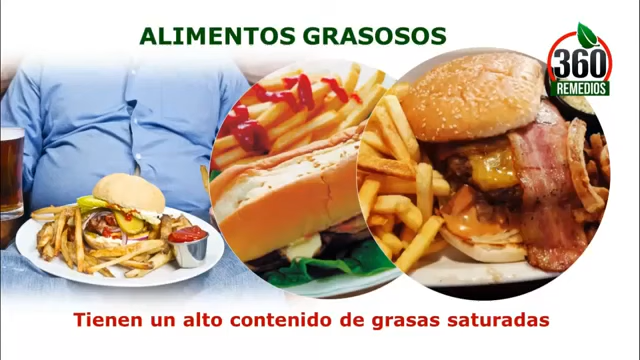 ALIMENTOS GRASOSOS
360
REMEDIOS
Tienen un alto contenido de grasas saturadas